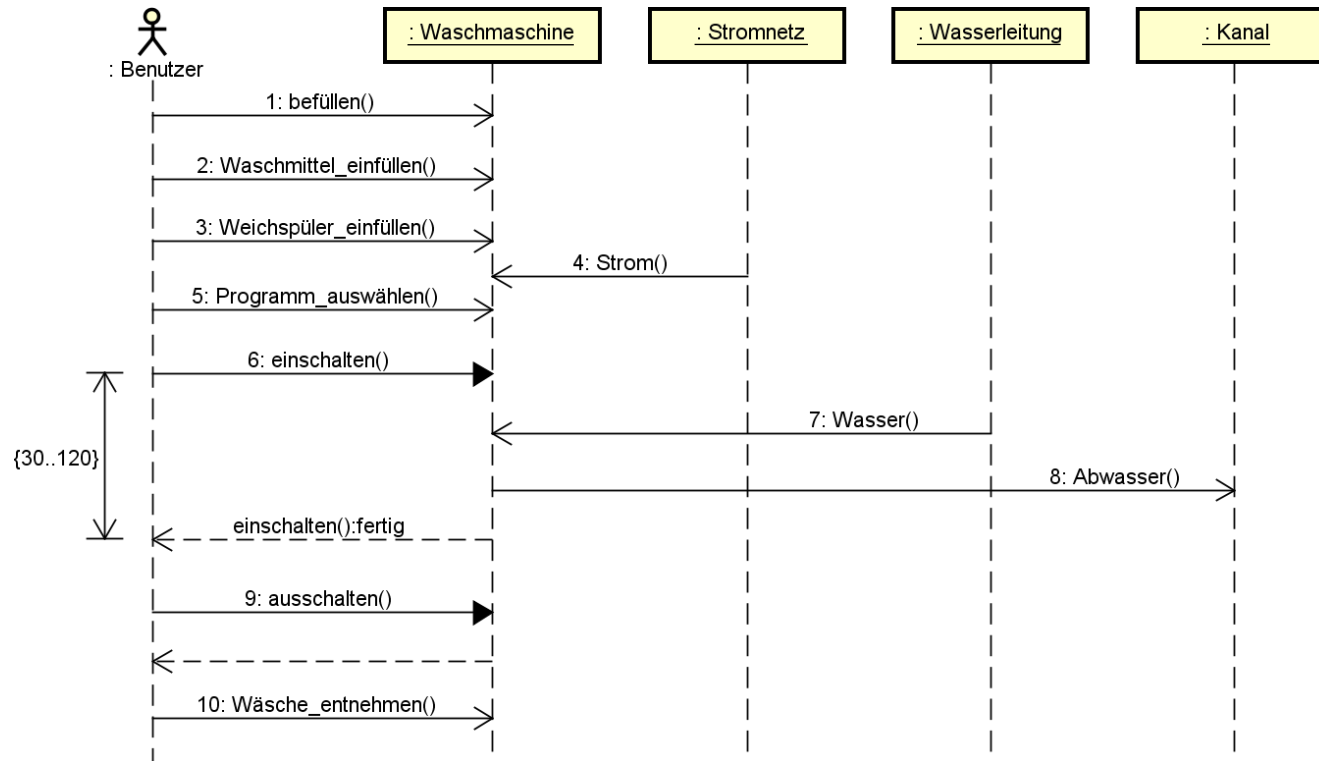 : Waschmaschine
: Stromnetz
: Wasserleitung
: Kanal
: Benutzer
1: befüllen()
2: Waschmittel_einfüllen()
3: Weichspüler_einfüllen()
4: Strom()
5: Programm_auswählen()
6: einschalten()
7: Wasser()
{30..120}
8: Abwasser()
einschalten():fertig
9: ausschalten()
10: Wäsche_entnehmen()